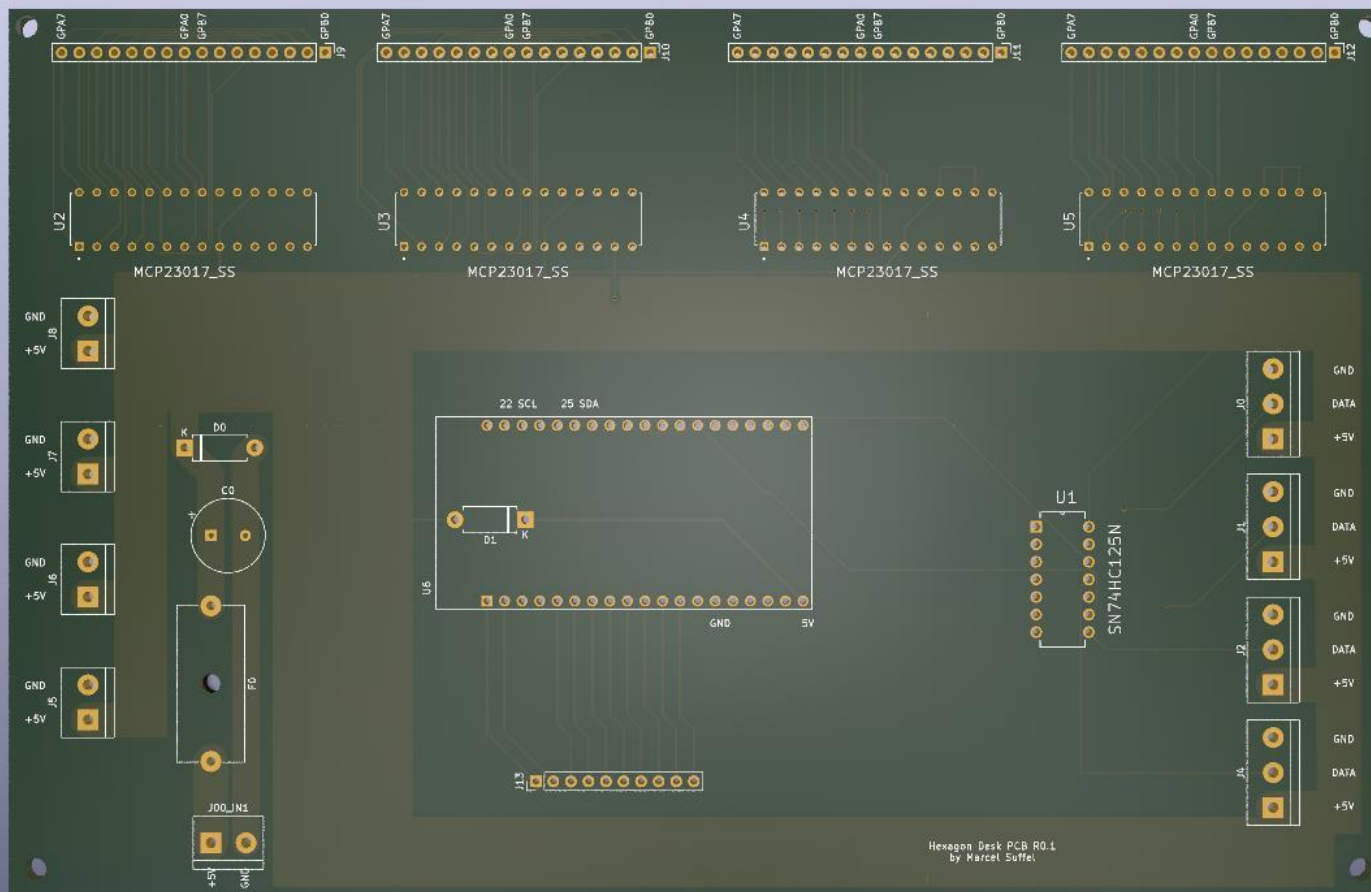 GPA7 GPA0 GPB7 GPB0 J9
GPA7 GPA0 GPB7 GPB0 J10
GPA7 GPA0 GPB7 GPB0 J11
GPA7 GPA0 GPB7 GPB0 J12
U2
MCP23017_SS
U3
MCP23017_SS
U4
MCP23017_SS
U5
MCP23017_SS
GND
J8
+5V
GND
J7
+5V
GND
J6
+5V
GND
J5
+5V
K D0
C0
+
F0
J00_IN1
+5V
GND
22 SCL 25 SDA
D1 K
U6
GND 5V
J13
U1
SN74HC125N
GND
J0
DATA
+5V
GND
J1
DATA
+5V
GND
J2
DATA
+5V
GND
J4
DATA
+5V
Hexagon Desk PCB R0.1
by Marcel Suffel